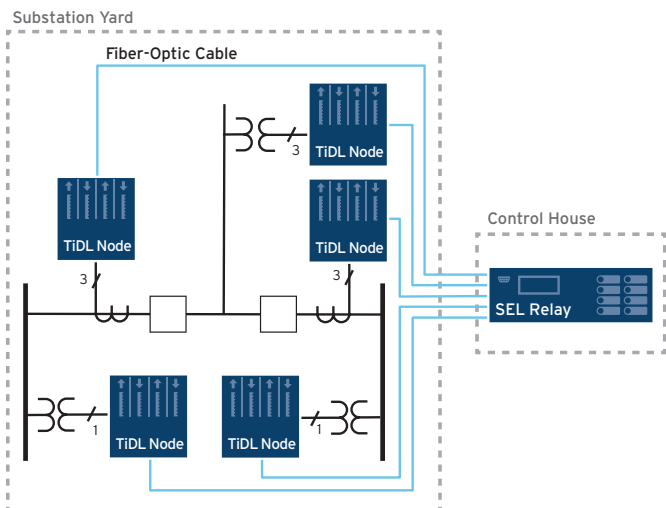 Substation Yard
Fiber-Optic Cable
3
TiDL Node
TiDL Node
3
TiDL Node
3
Control House
SEL Relay
1
TiDL Node
TiDL Node
1